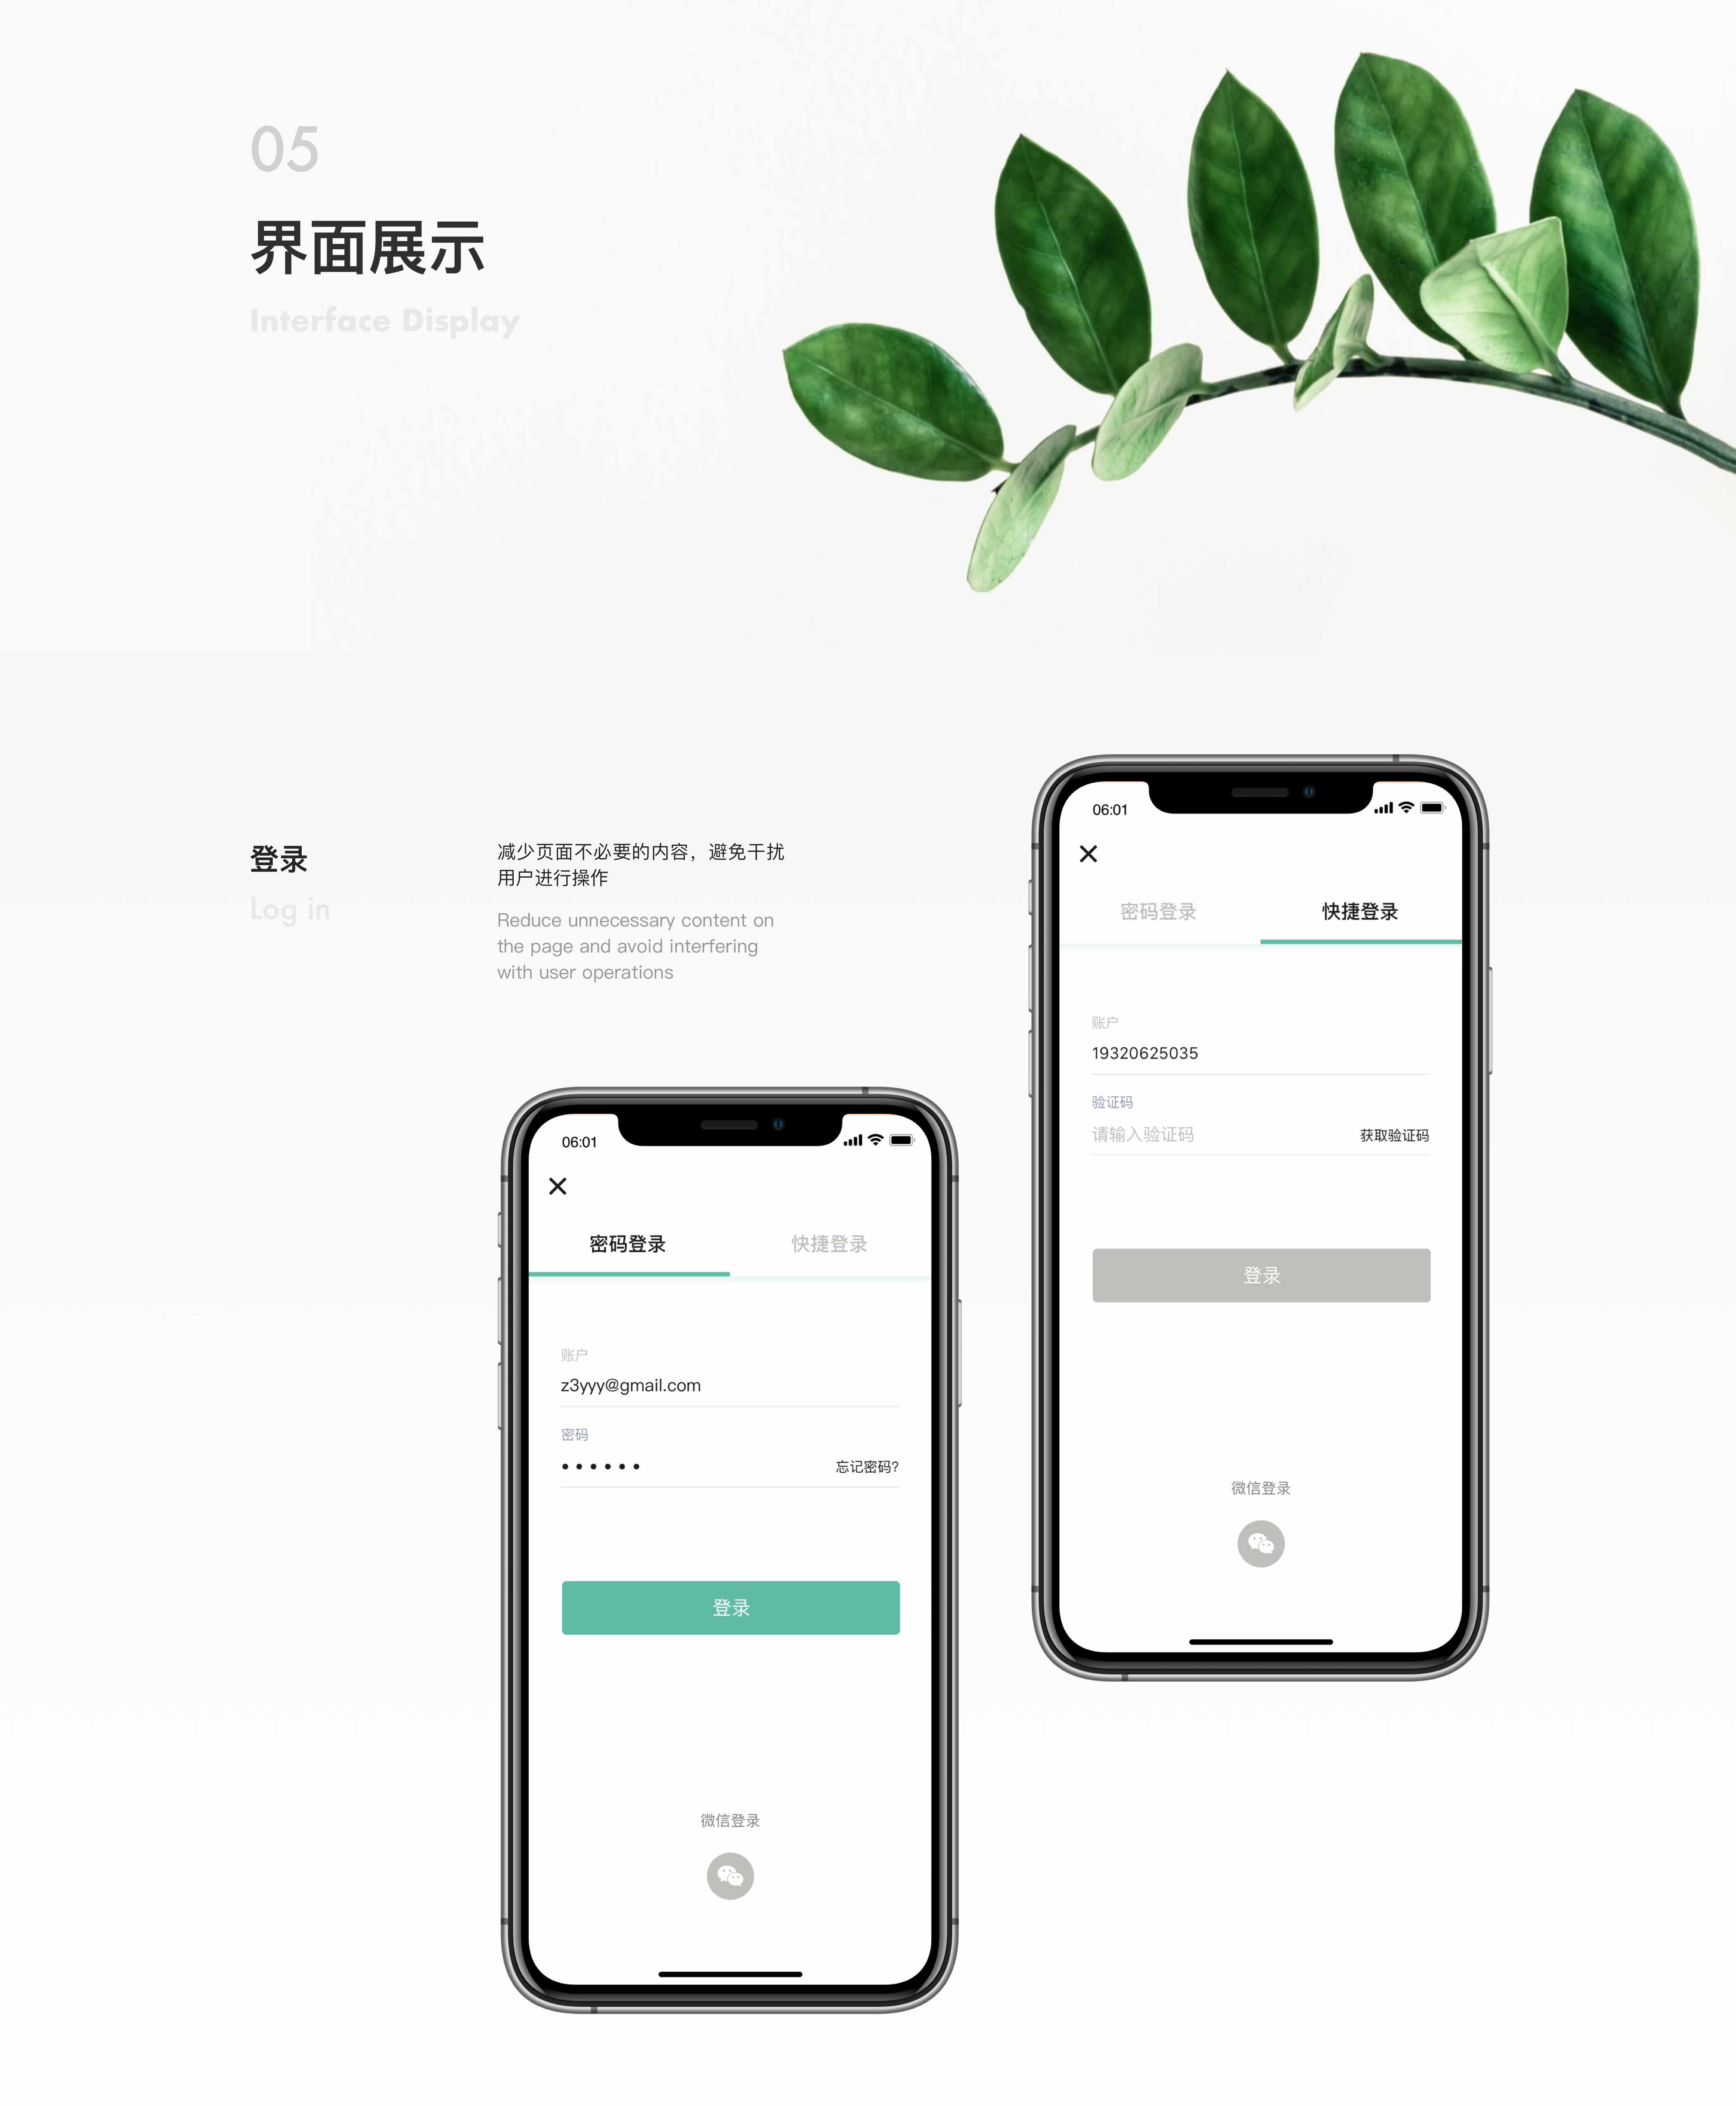 05
界面展示
Interface Display
登录
Log in
减少页面不必要的内容，避免干扰
用户进行操作
Reduce unnecessary content on
the page and avoid interfering
with user operations
06:01
密码登录 快捷登录
账户
19320625035
验证码
请输入验证码 获取验证码
登录
微信登录
06:01
密码登录 快捷登录
账户
z3yyy@gmail.com
密码
•••••• 忘记密码?
登录
微信登录